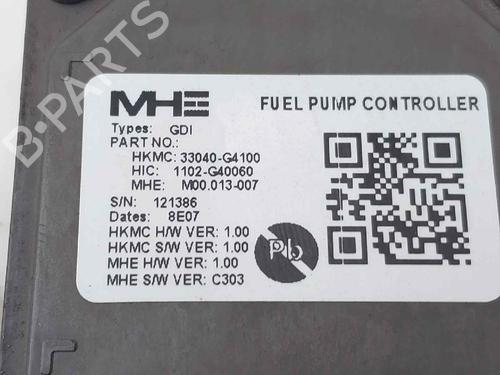 B-PARTS
MHE FUEL PUMP CONTROLLER
Types: GDI
PART NO.:
HKMC: 33040-G4100
HIC: 1102-G40060
MHE: M00.013-007
S/N: 121386
Dates: 8E07
HKMC H/W VER: 1.00
HKMC S/W VER: 1.00
MHE H/W VER: 1.00
MHE S/W VER: C303
Pb